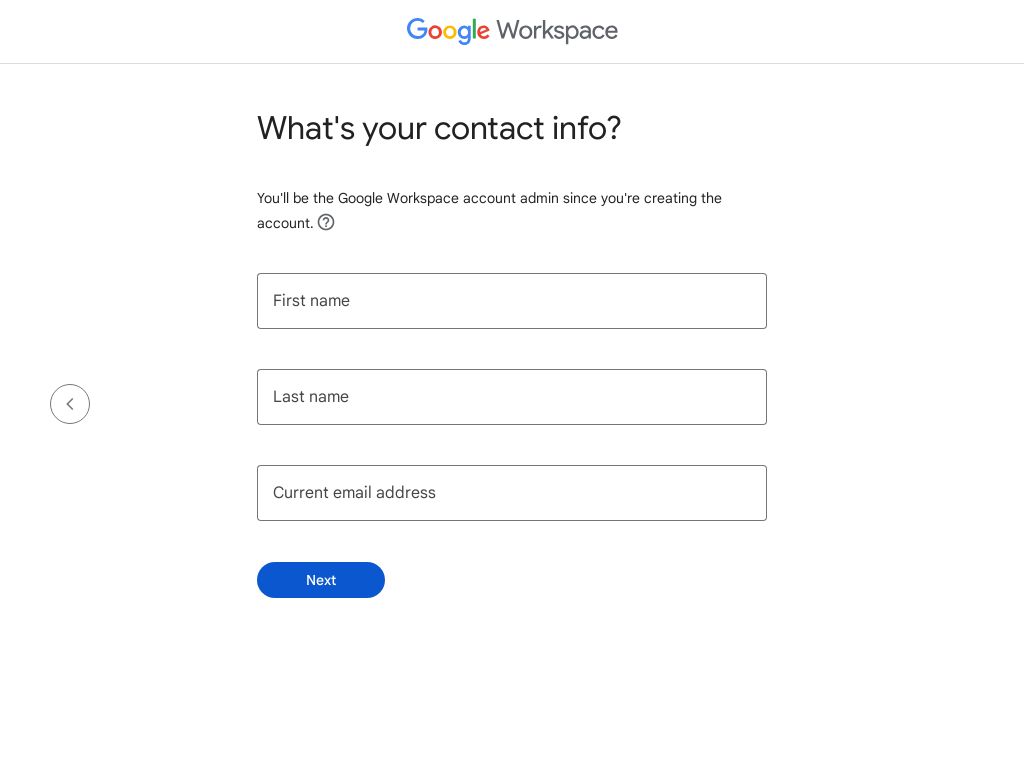 Google Workspace
What's your contact info?
You'll be the Google Workspace account admin since you're creating the
account.
First name
Last name
Current email address
Next